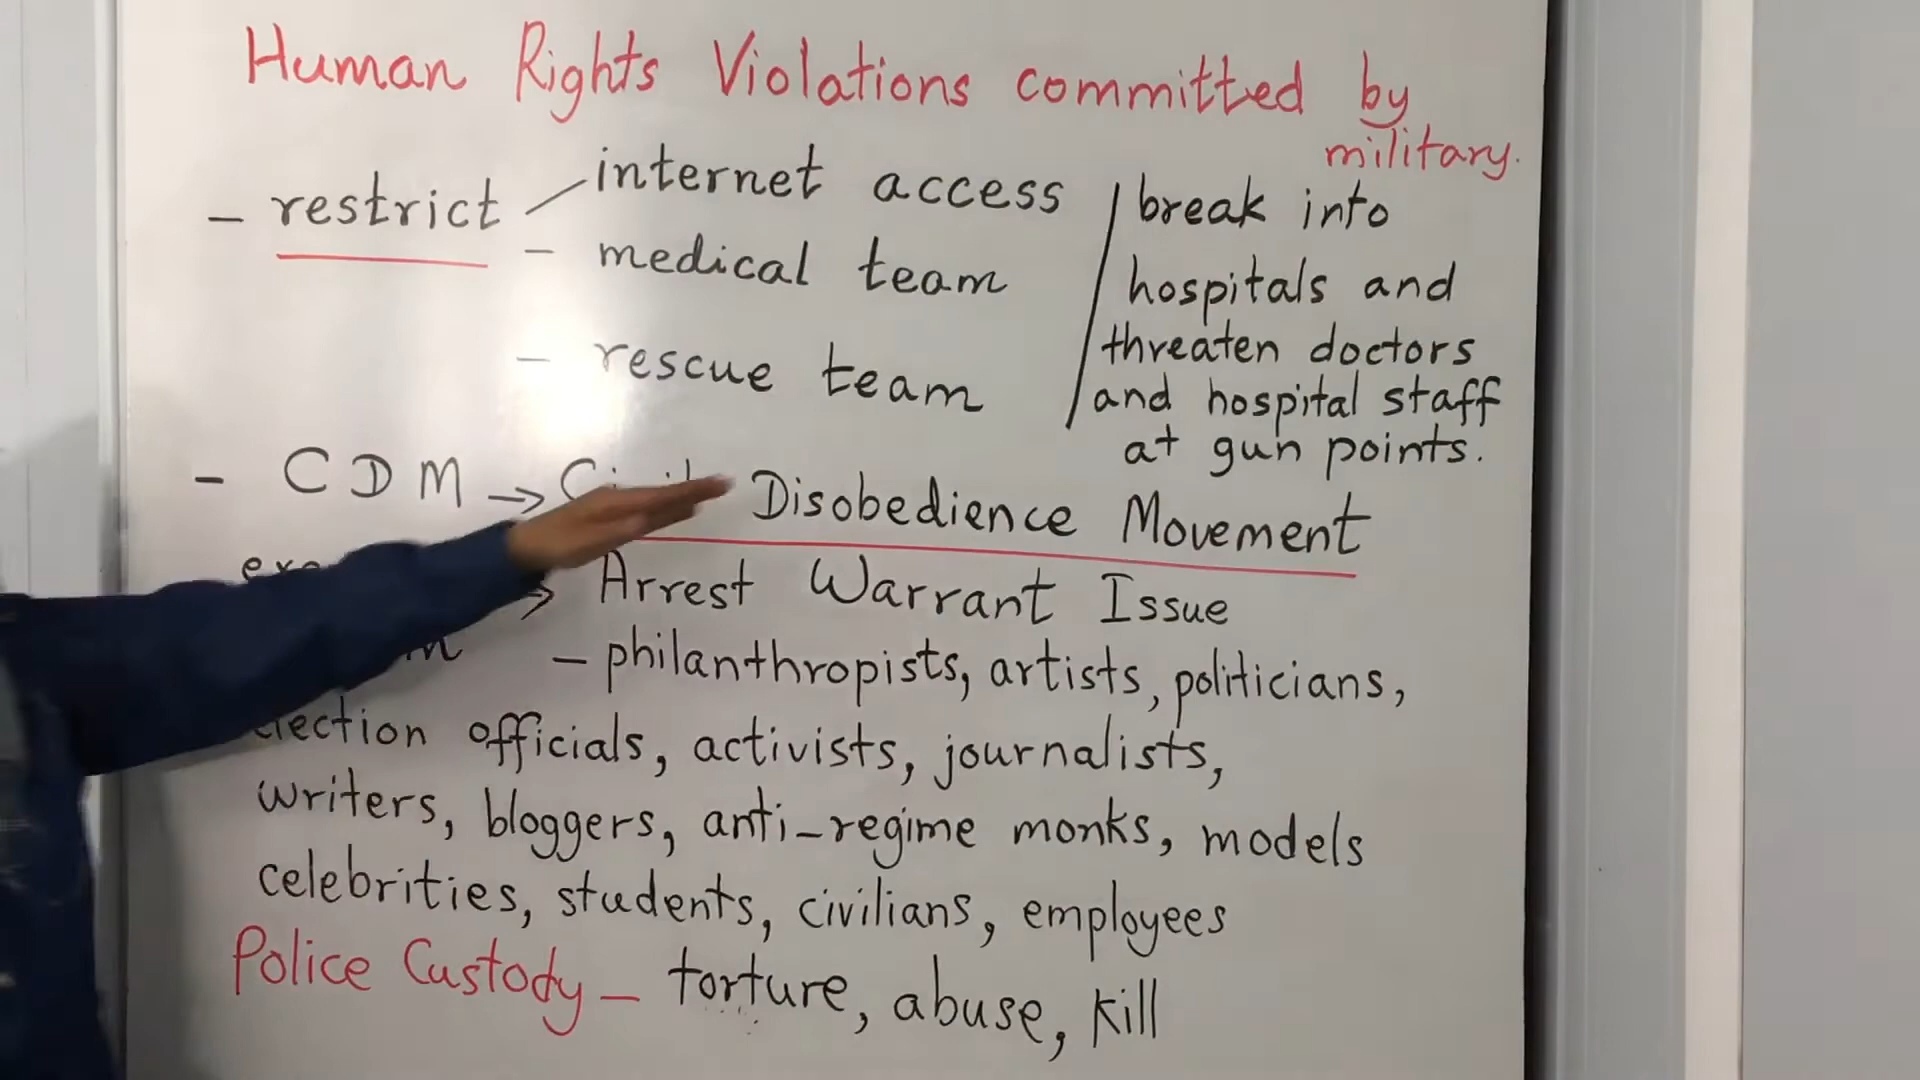 Human Rights Violations committed by
military.
- restrict - internet access
- medical team
- rescue team
break into
hospitals and
threaten doctors
and hospital staff
at gun points.
- CDM → Disobedience Movement
→ Arrest Warrant Issue
- philanthropists, artists, politicians,
election officials, activists, journalists,
writers, bloggers, anti-regime monks, models
celebrities, students, civilians, employees
Police Custody - torture, abuse, kill